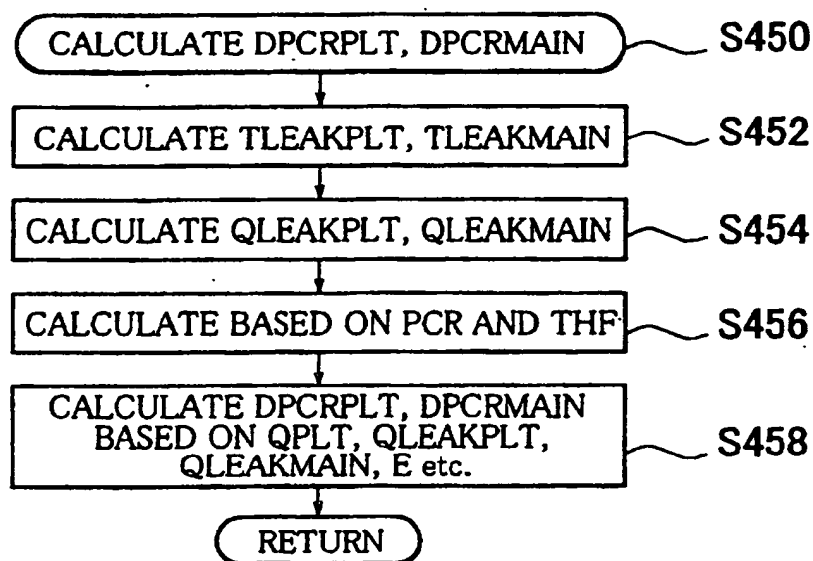 CALCULATE DPCRPLT, DPCRMAIN S450
CALCULATE TLEAKPLT, TLEAKMAIN S452
CALCULATE QLEAKPLT, QLEAKMAIN S454
CALCULATE BASED ON PCR AND THF S456
CALCULATE DPCRPLT, DPCRMAIN
BASED ON QPLT, QLEAKPLT, S458
QLEAKMAIN, E etc.
RETURN